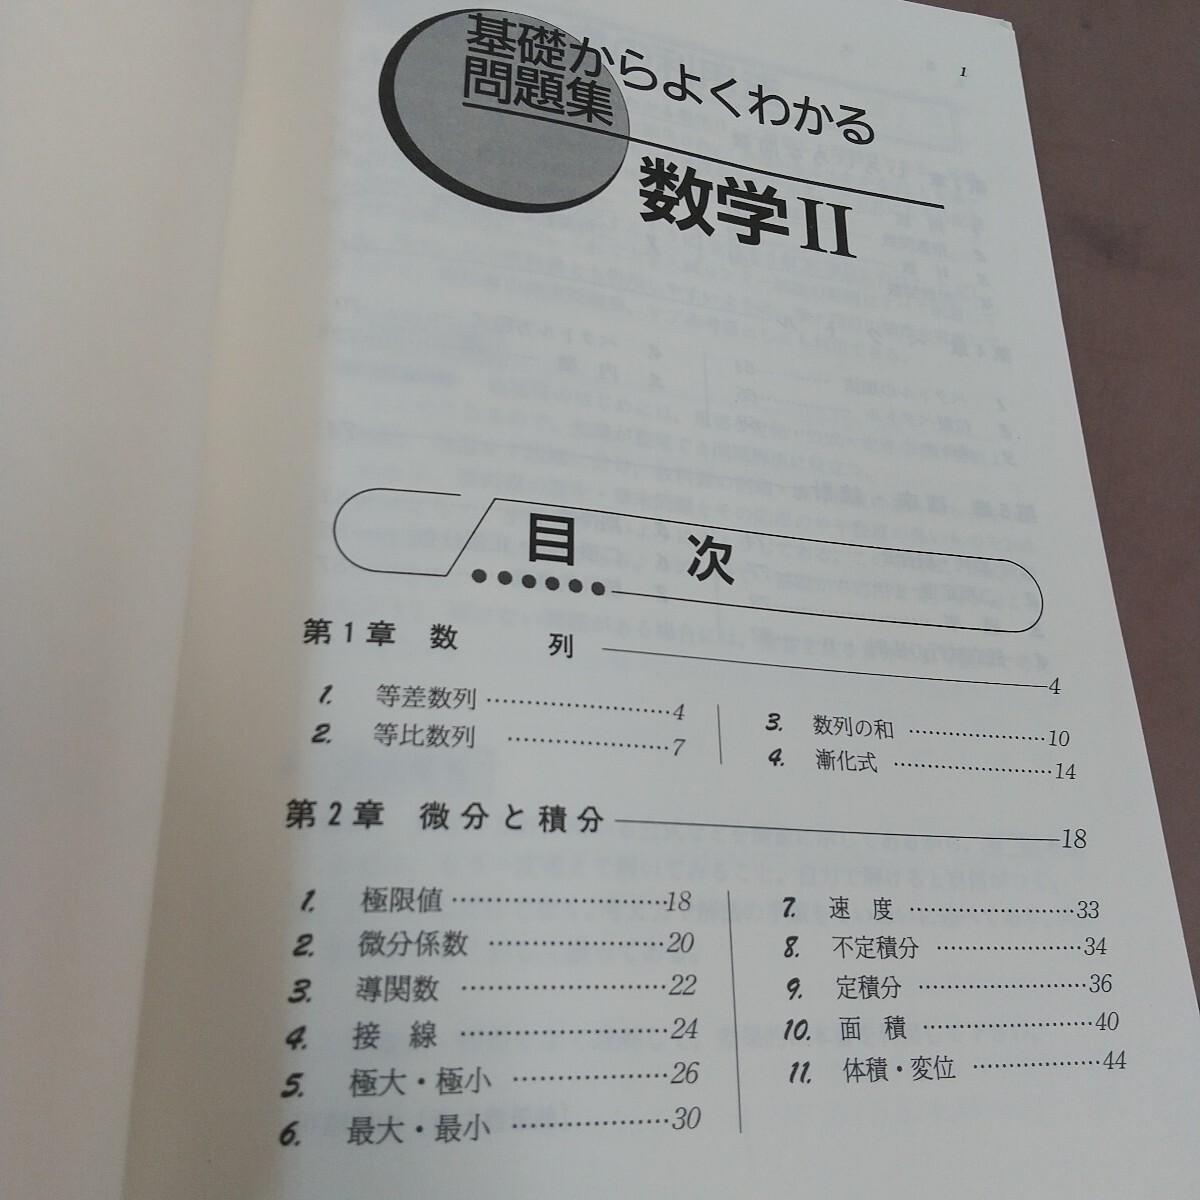 1
基礎からよくわかる
問題集
数学II
目次
第1章 数列 4
1. 等差数列 ……………………4
2. 等比数列 …………………7
3. 数列の和 …………………10
4. 漸化式 ……………………14
第2章 微分と積分 18
1. 極限値 ………………………18
2. 微分係数 ……………………20
3. 導関数 ………………………22
4. 接線 ………………………24
5. 極大・極小 …………………26
6. 最大・最小 …………………30
7. 速度 ……………………33
8. 不定積分 …………………34
9. 定積分 ……………………36
10. 面積 ……………………40
11. 体積・変位 ………………44